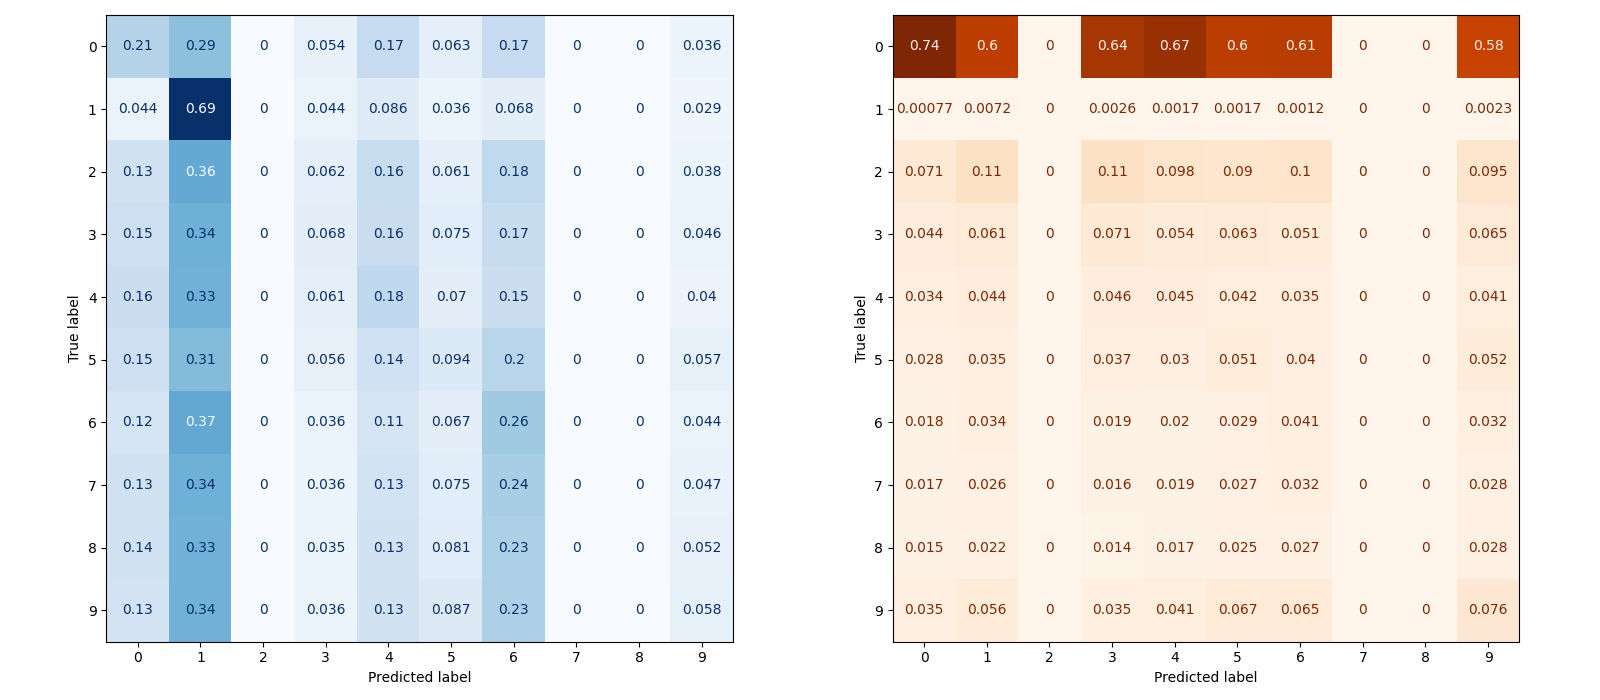 0 0.21 0.29 0 0.054 0.17 0.063 0.17 0 0 0.036
1 0.044 0.69 0 0.044 0.086 0.036 0.068 0 0 0.029
2 0.13 0.36 0 0.062 0.16 0.061 0.18 0 0 0.038
3 0.15 0.34 0 0.068 0.16 0.075 0.17 0 0 0.046
4 0.16 0.33 0 0.061 0.18 0.07 0.15 0 0 0.04
5 0.15 0.31 0 0.056 0.14 0.094 0.2 0 0 0.057
6 0.12 0.37 0 0.036 0.11 0.067 0.26 0 0 0.044
7 0.13 0.34 0 0.036 0.13 0.075 0.24 0 0 0.047
8 0.14 0.33 0 0.035 0.13 0.081 0.23 0 0 0.052
9 0.13 0.34 0 0.036 0.13 0.087 0.23 0 0 0.058
0 1 2 3 4 5 6 7 8 9
Predicted label
True label
0 0.74 0.6 0 0.64 0.67 0.6 0.61 0 0 0.58
1 0.00077 0.0072 0 0.0026 0.0017 0.0017 0.0012 0 0 0.0023
2 0.071 0.11 0 0.11 0.098 0.09 0.1 0 0 0.095
3 0.044 0.061 0 0.071 0.054 0.063 0.051 0 0 0.065
4 0.034 0.044 0 0.046 0.045 0.042 0.035 0 0 0.041
5 0.028 0.035 0 0.037 0.03 0.051 0.04 0 0 0.052
6 0.018 0.034 0 0.019 0.02 0.029 0.041 0 0 0.032
7 0.017 0.026 0 0.016 0.019 0.027 0.032 0 0 0.028
8 0.015 0.022 0 0.014 0.017 0.025 0.027 0 0 0.028
9 0.035 0.056 0 0.035 0.041 0.067 0.065 0 0 0.076
0 1 2 3 4 5 6 7 8 9
Predicted label
True label